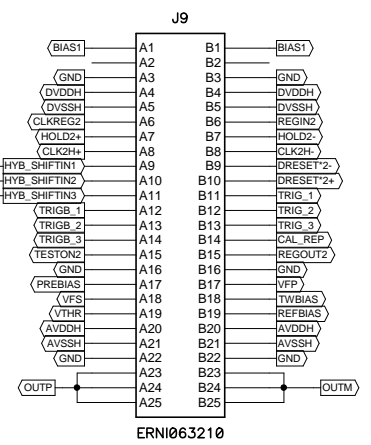 J9
BIAS1 A1 B1 BIAS1
A2 B2
GND A3 B3 GND
DVDDH A4 B4 DVDDH
DVSSH A5 B5 DVSSH
CLKREG2 A6 B6 REGIN2
HOLD2+ A7 B7 HOLD2-
CLK2H+ A8 B8 CLK2H-
HYB_SHIFTIN1 A9 B9 DRESET*2-
HYB_SHIFTIN2 A10 B10 DRESET*2+
HYB_SHIFTIN3 A11 B11 TRIG_1
TRIGB_1 A12 B12 TRIG_2
TRIGB_2 A13 B13 TRIG_3
TRIGB_3 A14 B14 CAL_REP
TESTON2 A15 B15 REGOUT2
GND A16 B16 GND
PREBIAS A17 B17 VFP
VFS A18 B18 TWBIAS
VTHR A19 B19 REFBIAS
AVDDH A20 B20 AVDDH
AVSSH A21 B21 AVSSH
GND A22 B22 GND
A23 B23
OUTP A24 B24 OUTM
A25 B25
ERNI063210